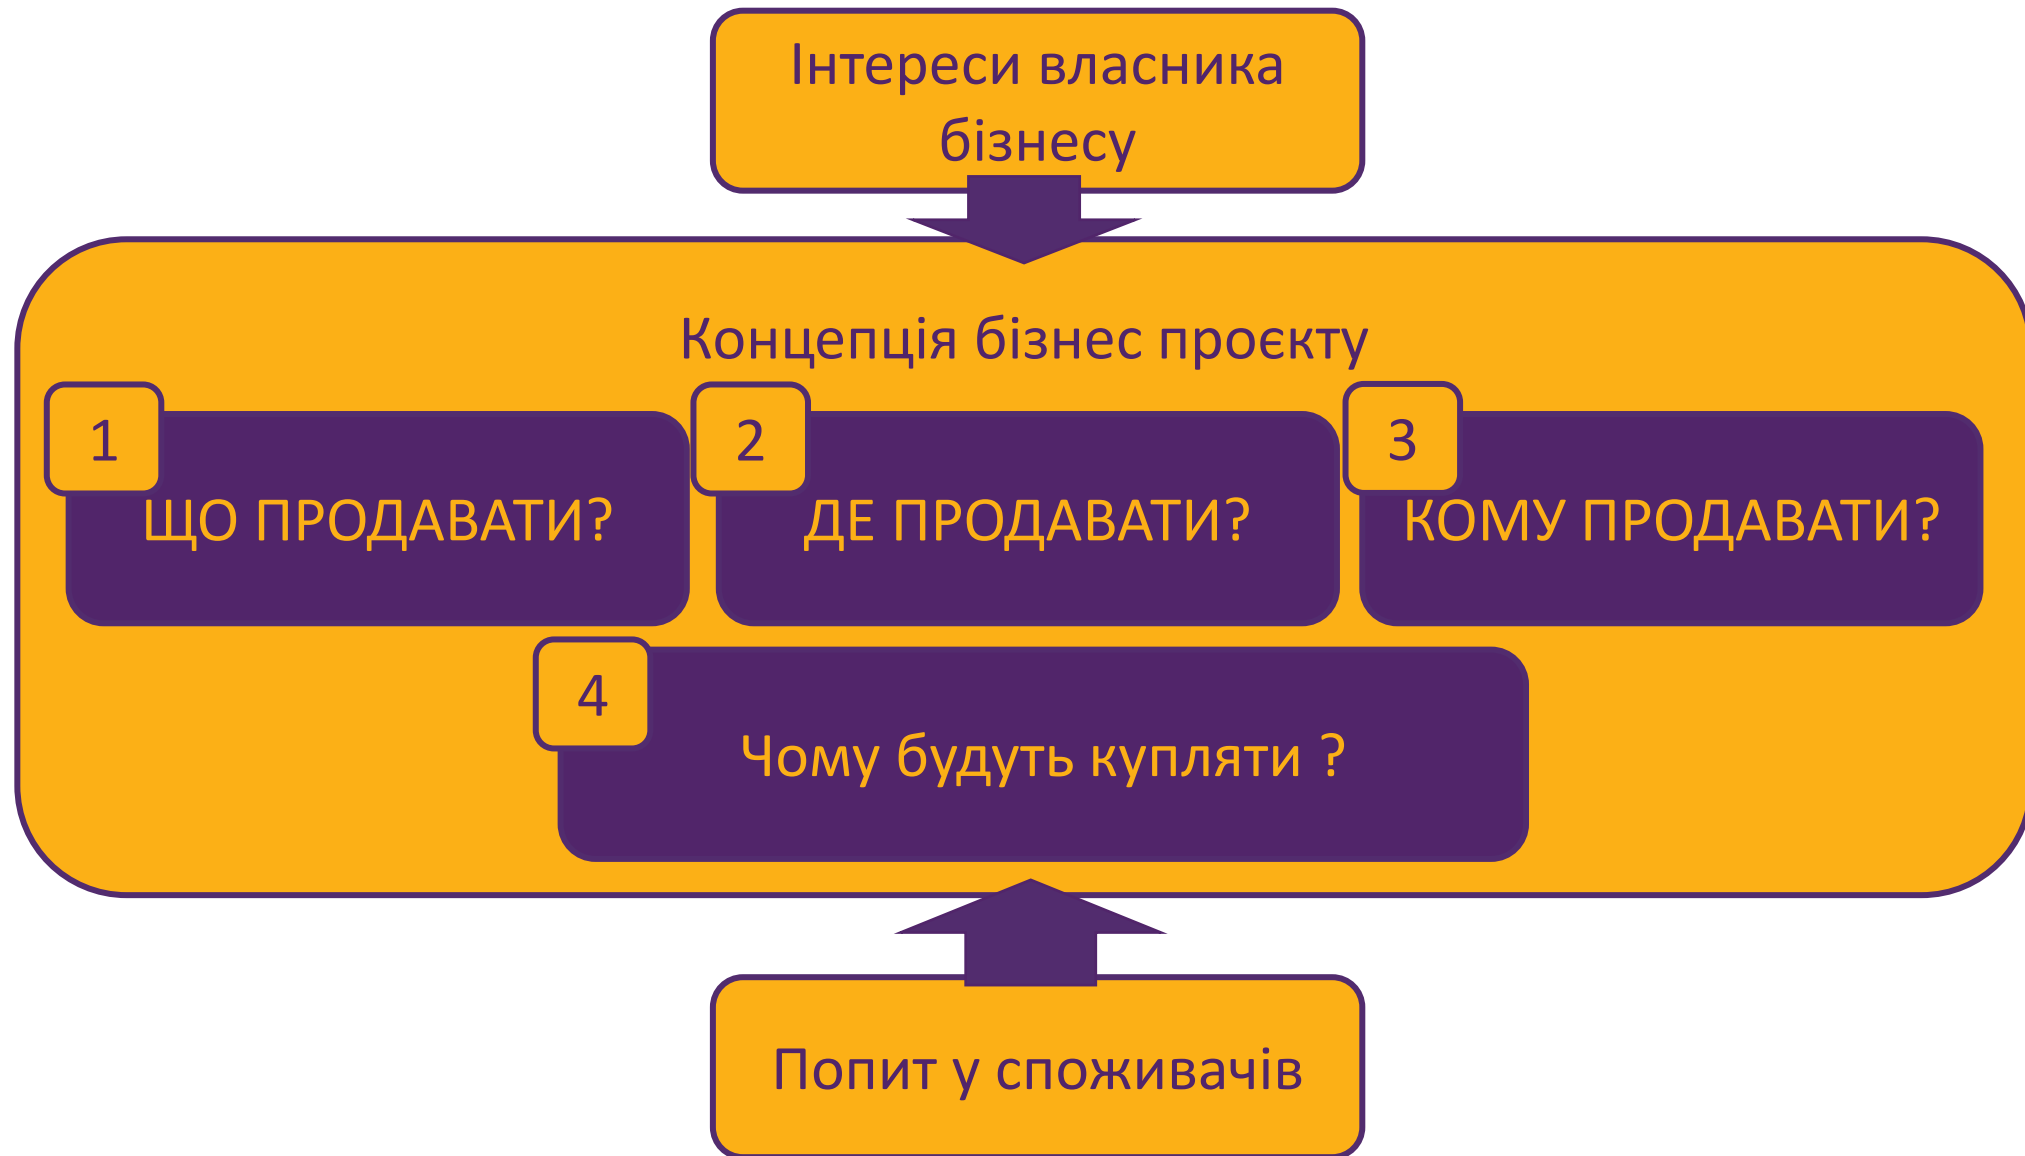 Інтереси власника
бізнесу
Концепція бізнес проєкту
1
ЩО ПРОДАВАТИ?
2
ДЕ ПРОДАВАТИ?
3
КОМУ ПРОДАВАТИ?
4
Чому будуть купляти ?
Попит у споживачів